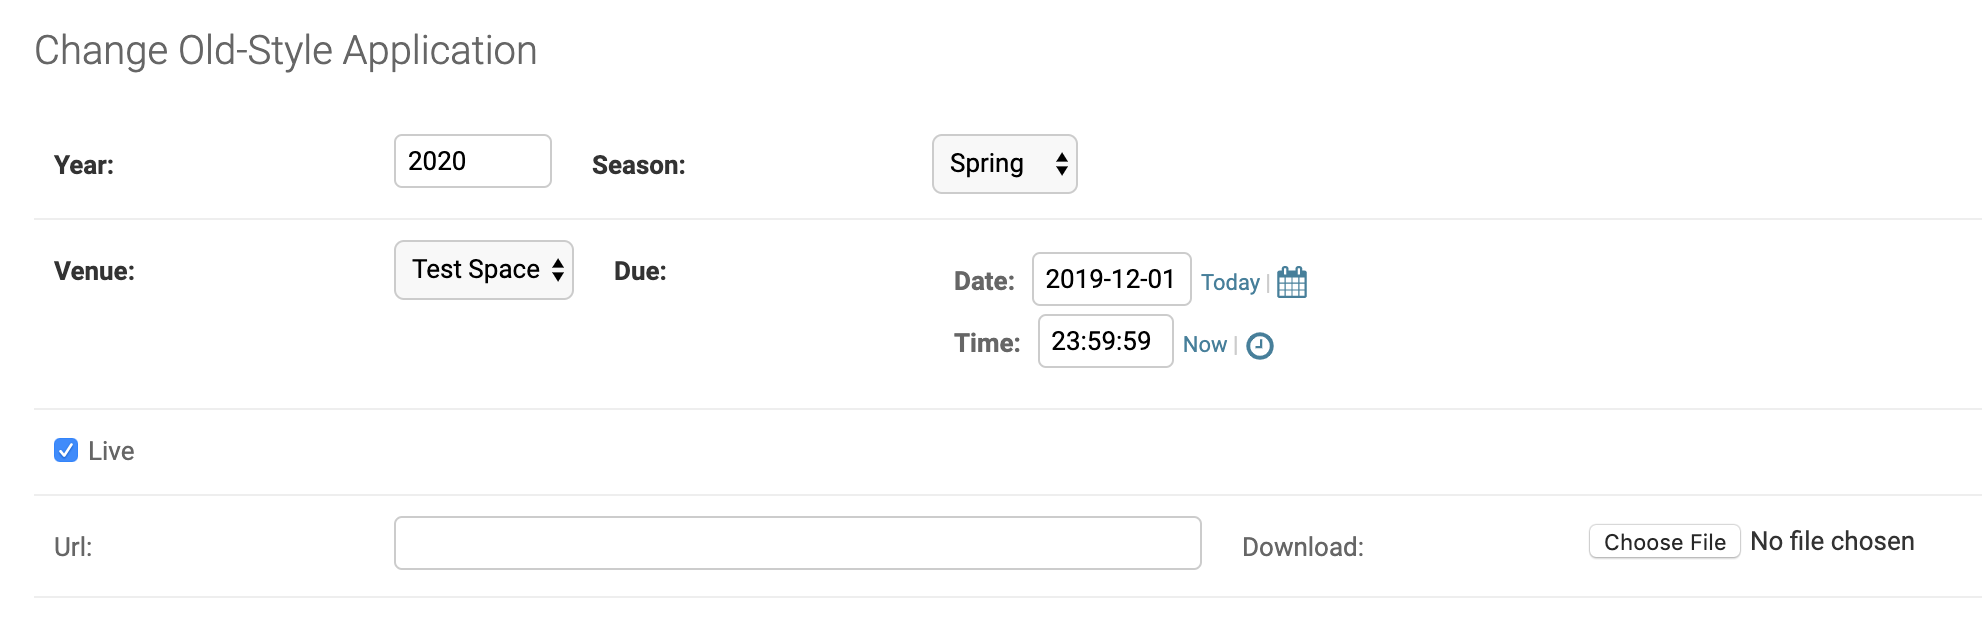 Change Old-Style Application
Year: 2020 Season: Spring
Venue: Test Space Due: Date: 2019-12-01 Today |
Time: 23:59:59 Now |
Live
Url: Download: Choose File No file chosen